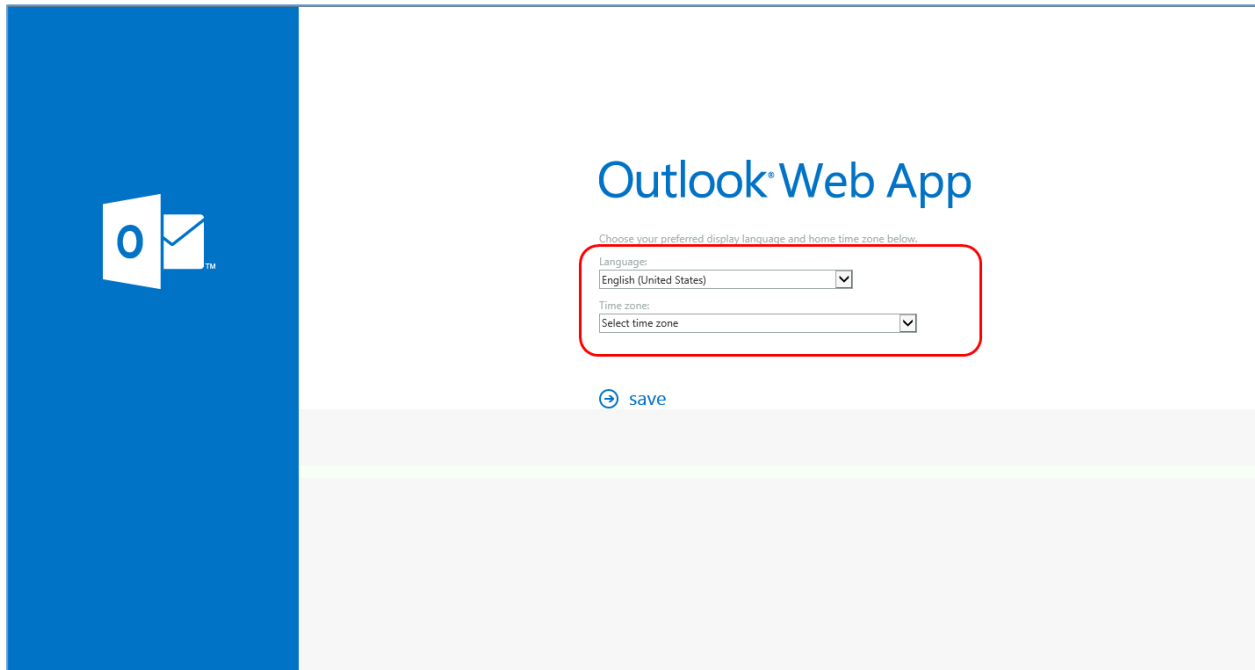 Outlook® Web App
O
TM
Choose your preferred display language and home time zone below.
Language:
English (United States)
Time zone:
Select time zone
save